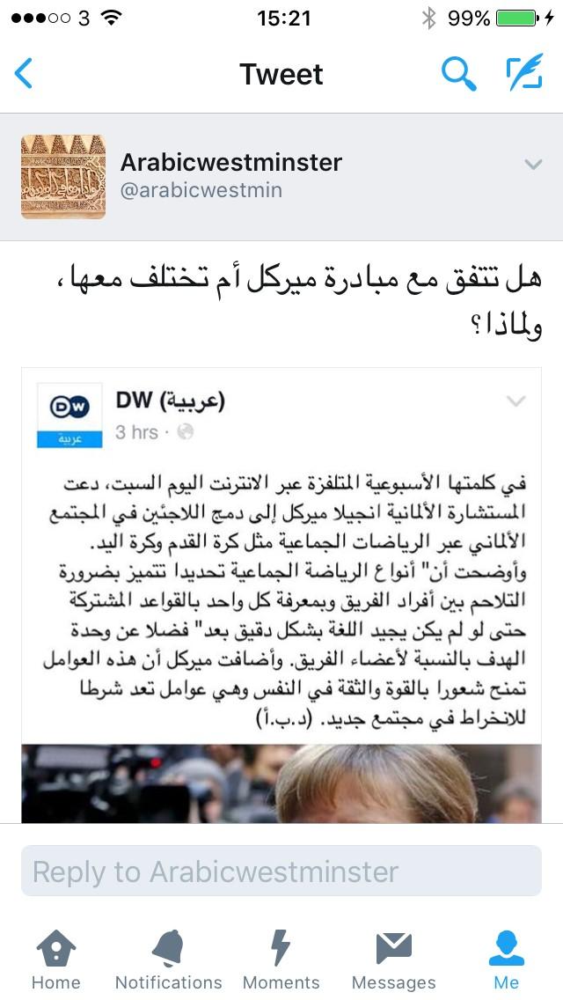 3 15:21 99%
Tweet
Arabicwestminster
@arabicwestmin
هل تتفق مع مبادرة ميركل أم تختلف معها،
ولماذا؟
DW
عربية
DW (عربية)
3 hrs ·
في كلمتها الأسبوعية المتلفزة عبر الانترنت اليوم السبت، دعت
المستشارة الألمانية انجيلا ميركل إلى دمج اللاجئين في المجتمع
الألماني عبر الرياضات الجماعية مثل كرة القدم وكرة اليد.
وأوضحت أن" أنواع الرياضة الجماعية تحديدا تتميز بضرورة
التلاحم بين أفراد الفريق وبمعرفة كل واحد بالقواعد المشتركة
حتى لو لم يكن يجيد اللغة بشكل دقيق بعد" فضلا عن وحدة
الهدف بالنسبة لأعضاء الفريق. وأضافت ميركل أن هذه العوامل
تمنح شعورا بالقوة والثقة في النفس وهي عوامل تعد شرطا
للانخراط في مجتمع جديد. (د.ب.أ)
Reply to Arabicwestminster
Home Notifications Moments Messages Me